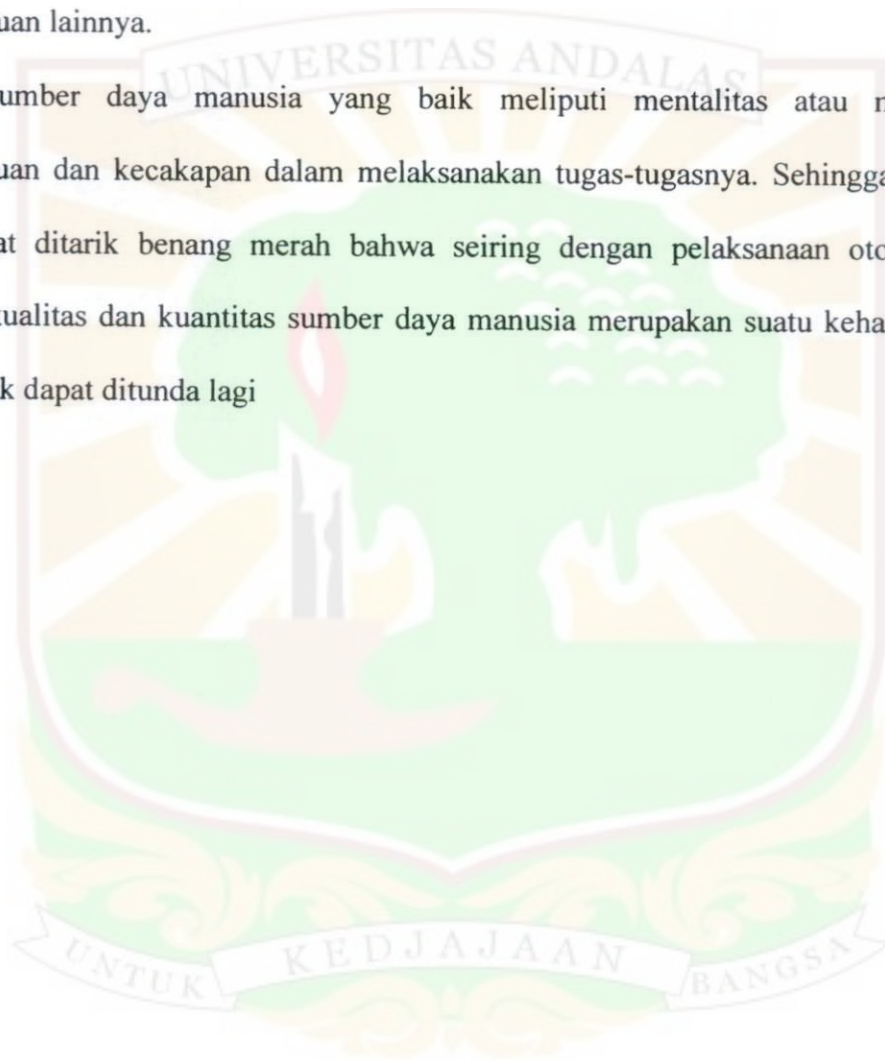 uan lainnya.
UNIVERSITAS ANDALAS
umber daya manusia yang baik meliputi mentalitas atau
uan dan kecakapan dalam melaksanakan tugas-tugasnya. Sehingga
at ditarik benang merah bahwa seiring dengan pelaksanaan oto
kualitas dan kuantitas sumber daya manusia merupakan suatu keha
k dapat ditunda lagi
UNTUK KEDJAJAAN BANGSA